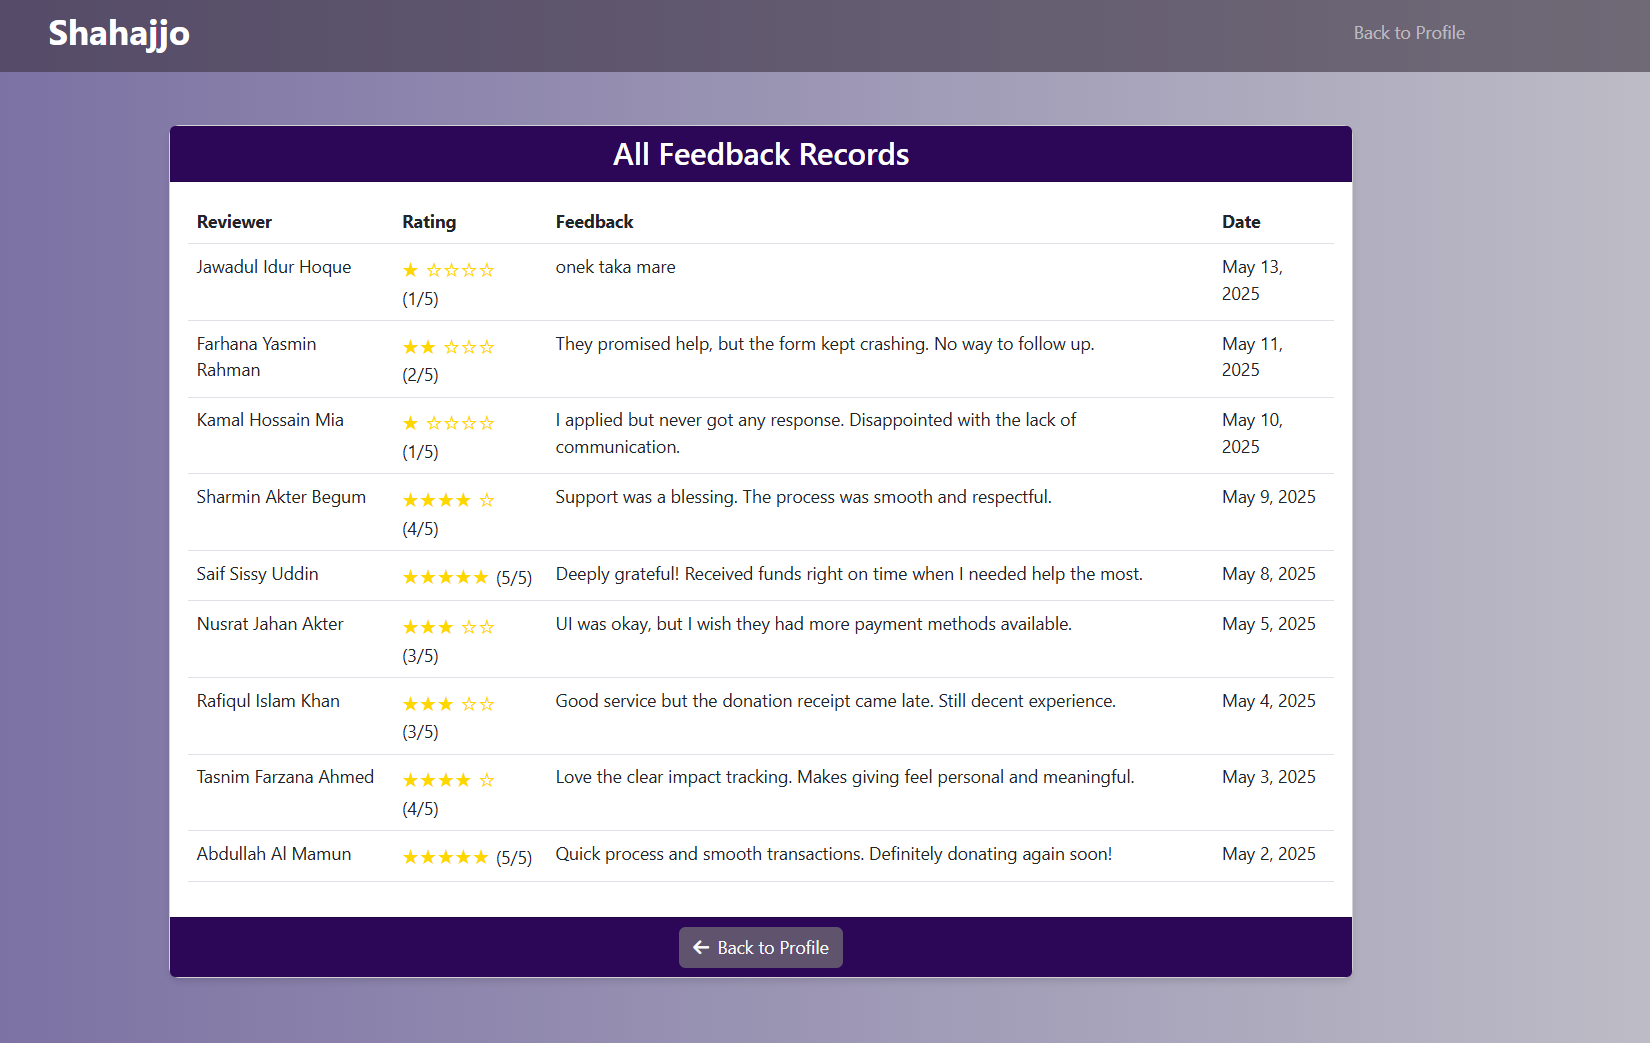 Shahajjo
Back to Profile
All Feedback Records
Reviewer Rating Feedback Date
Jawadul Idur Hoque ★ ☆☆☆☆ onek taka mare May 13,
(1/5) 2025
Farhana Yasmin ★★ ☆☆☆ They promised help, but the form kept crashing. No way to follow up. May 11,
Rahman (2/5) 2025
Kamal Hossain Mia ★ ☆☆☆☆ I applied but never got any response. Disappointed with the lack of May 10,
(1/5) communication. 2025
Sharmin Akter Begum ★★★★ ☆ Support was a blessing. The process was smooth and respectful. May 9, 2025
(4/5)
Saif Sissy Uddin ★★★★★ (5/5) Deeply grateful! Received funds right on time when I needed help the most. May 8, 2025
Nusrat Jahan Akter ★★★ ☆☆ UI was okay, but I wish they had more payment methods available. May 5, 2025
(3/5)
Rafiqul Islam Khan ★★★ ☆☆ Good service but the donation receipt came late. Still decent experience. May 4, 2025
(3/5)
Tasnim Farzana Ahmed ★★★★ ☆ Love the clear impact tracking. Makes giving feel personal and meaningful. May 3, 2025
(4/5)
Abdullah Al Mamun ★★★★★ (5/5) Quick process and smooth transactions. Definitely donating again soon! May 2, 2025
← Back to Profile